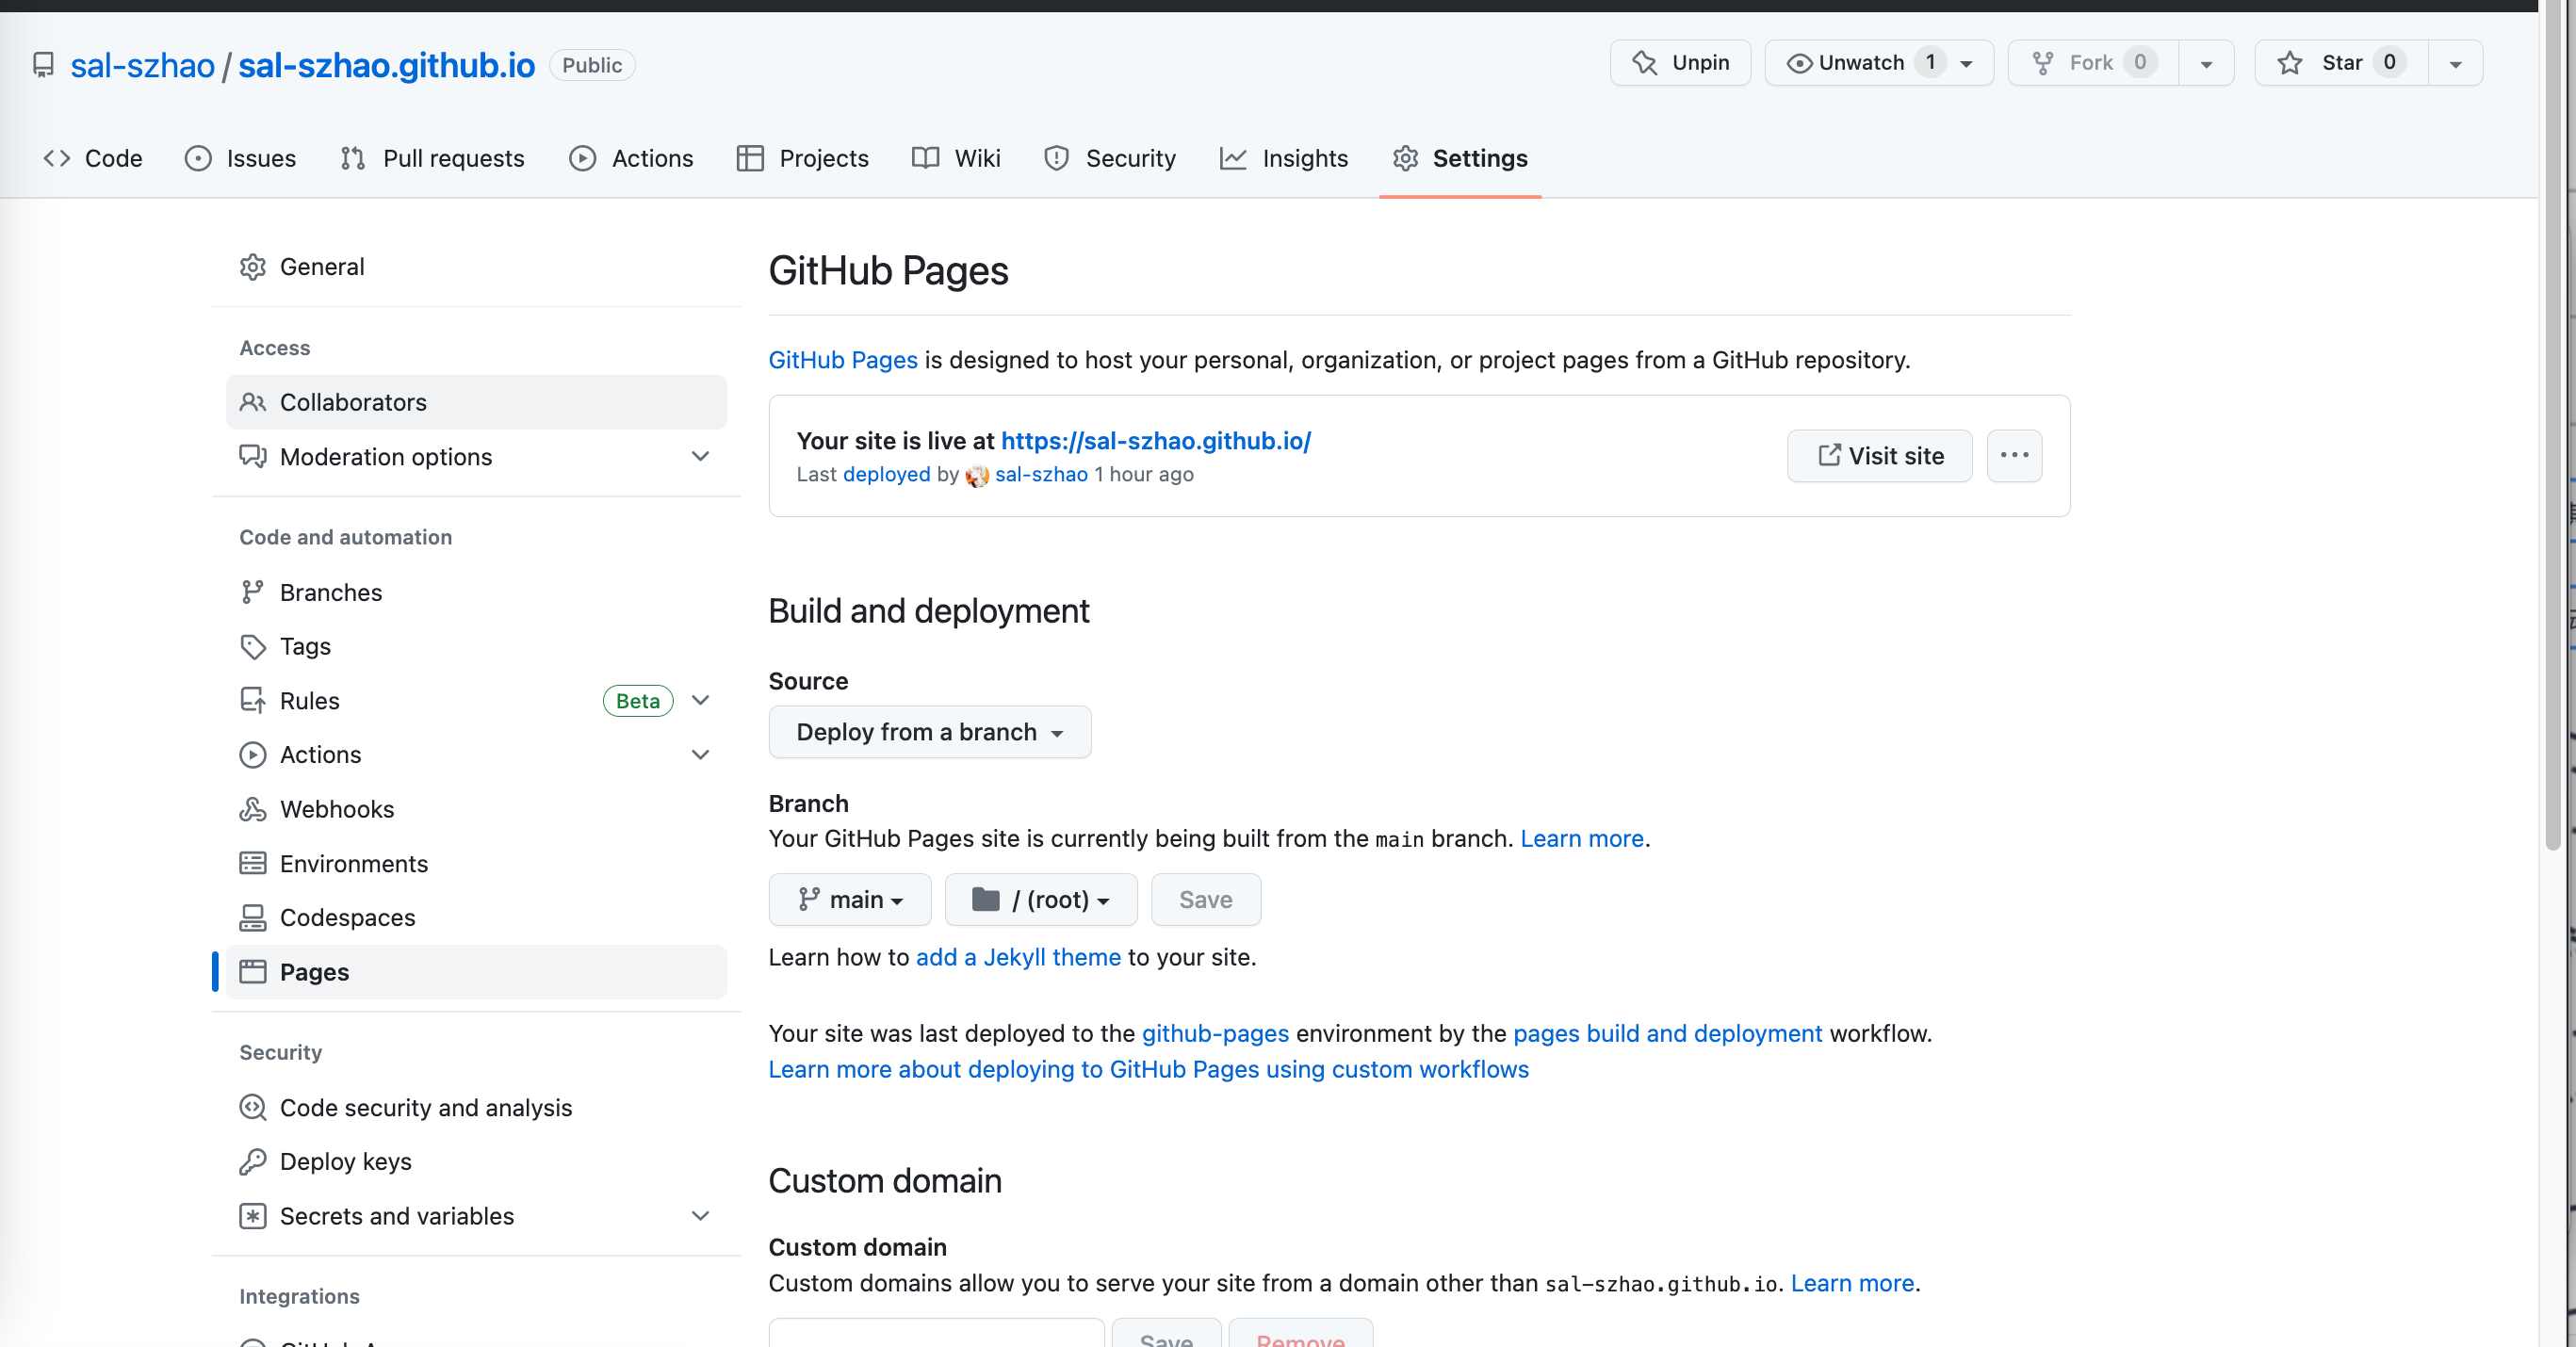 sal-szhao / sal-szhao.github.io Public
Unpin Unwatch 1 Fork 0 Star 0
Code Issues Pull requests Actions Projects Wiki Security Insights Settings
General
Access
Collaborators
Moderation options
Code and automation
Branches
Tags
Rules Beta
Actions
Webhooks
Environments
Codespaces
Pages
Security
Code security and analysis
Deploy keys
Secrets and variables
Integrations
GitHub Pages
GitHub Pages is designed to host your personal, organization, or project pages from a GitHub repository.
Your site is live at https://sal-szhao.github.io/
Last deployed by sal-szhao 1 hour ago
Visit site
Build and deployment
Source
Deploy from a branch
Branch
Your GitHub Pages site is currently being built from the main branch. Learn more.
main / (root) Save
Learn how to add a Jekyll theme to your site.
Your site was last deployed to the github-pages environment by the pages build and deployment workflow.
Learn more about deploying to GitHub Pages using custom workflows
Custom domain
Custom domain
Custom domains allow you to serve your site from a domain other than sal-szhao.github.io. Learn more.
Save Remove